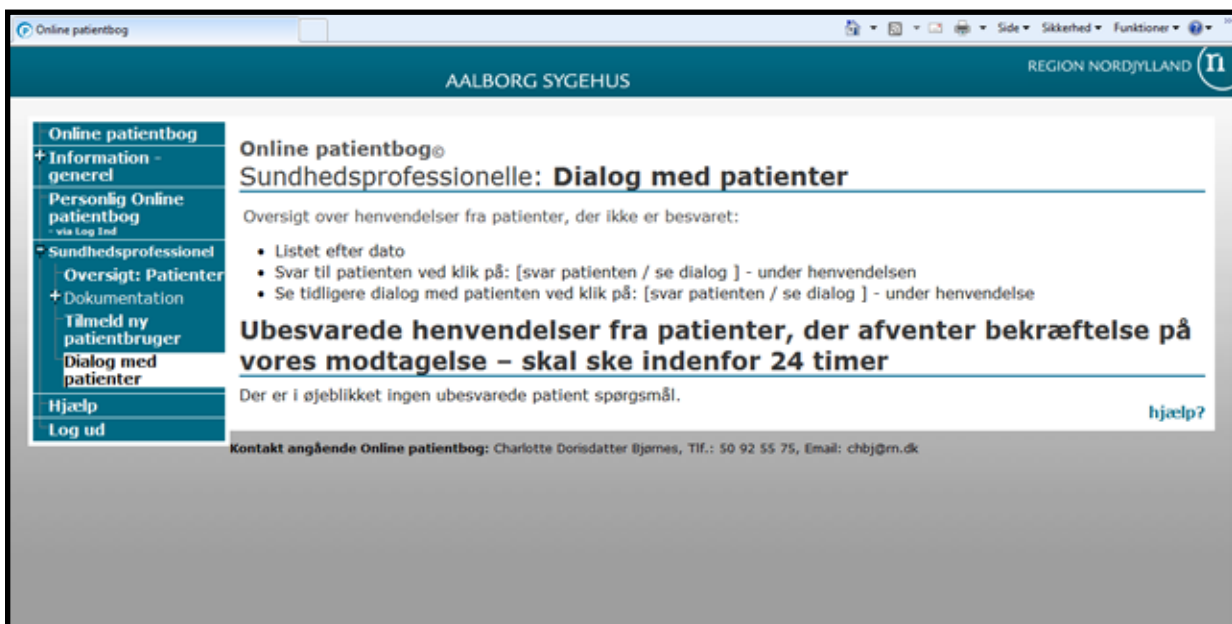 Online patientbog
Side
Sikkerhed
Funktioner
AALBORG SYGEHUS
REGION NORDJYLLAND
n
Online patientbog
Information -
generel
Personlig Online
patientbog
- via Log Ind
Sundhedsprofessionel
Oversigt: Patienter
Dokumentation
Tilmeld ny
patientbruger
Dialog med
patienter
Hjælp
Log ud
Online patientbog©
Sundhedsprofessionelle: Dialog med patienter
Oversigt over henvendelser fra patienter, der ikke er besvaret:
• Listet efter dato
• Svar til patienten ved klik på: [svar patienten / se dialog ] - under henvendelsen
• Se tidligere dialog med patienten ved klik på: [svar patienten / se dialog ] - under henvendelse
Ubesvarede henvendelser fra patienter, der afventer bekræftelse på
vores modtagelse – skal ske indenfor 24 timer
Der er i øjeblikket ingen ubesvarede patient spørgsmål.
hjælp?
Kontakt angående Online patientbog: Charlotte Dorisdatter Bjørnes, Tlf.: 50 92 55 75, Email: chbj@rn.dk